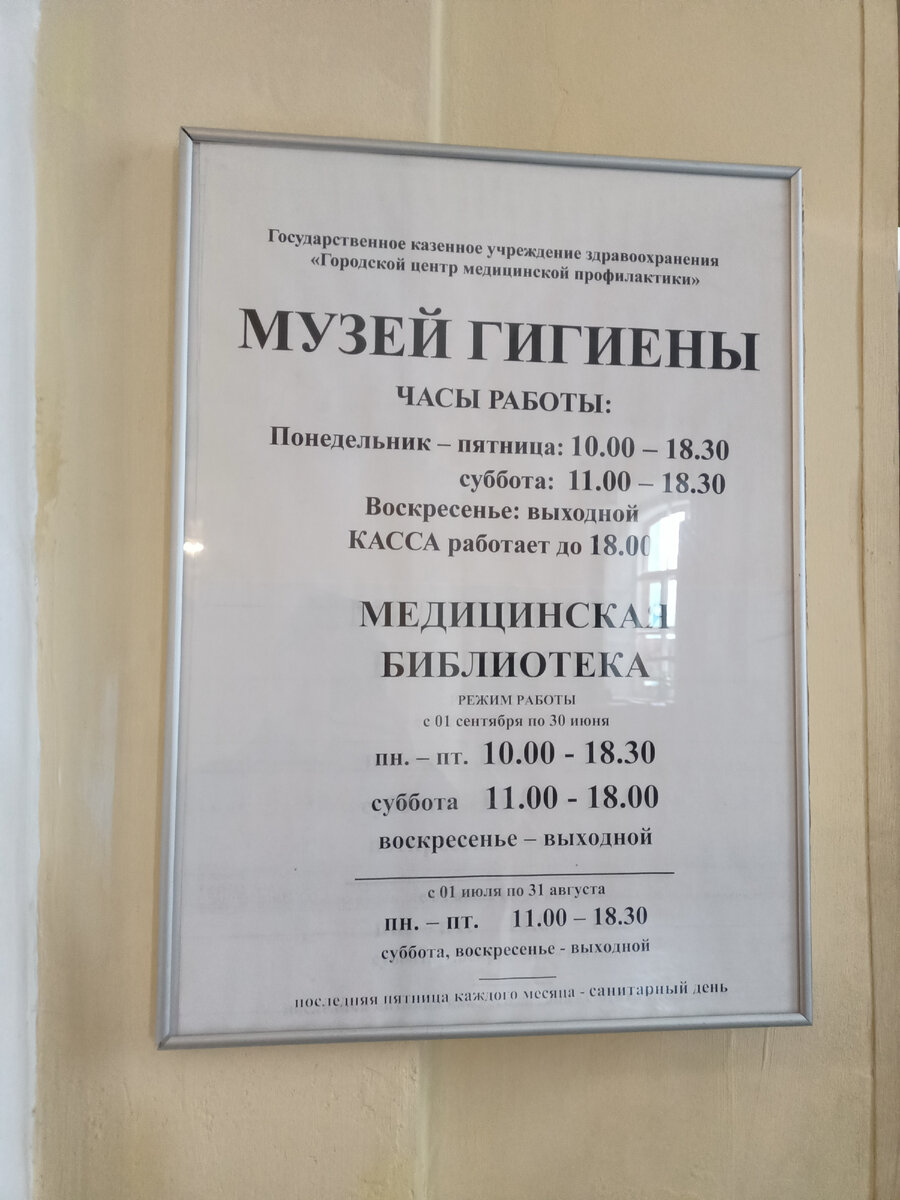 Государственное казенное учреждение здравоохранения
«Городской центр медицинской профилактики»
МУЗЕЙ ГИГИЕНЫ
ЧАСЫ РАБОТЫ:
Понедельник – пятница: 10.00 – 18.30
суббота: 11.00 – 18.30
Воскресенье: выходной
КАССА работает до 18.00
МЕДИЦИНСКАЯ
БИБЛИОТЕКА
РЕЖИМ РАБОТЫ
с 01 сентября по 30 июня
пн. – пт. 10.00 - 18.30
суббота 11.00 - 18.00
воскресенье – выходной
с 01 июля по 31 августа
пн. – пт. 11.00 – 18.30
суббота, воскресенье - выходной
последняя пятница каждого месяца - санитарный день